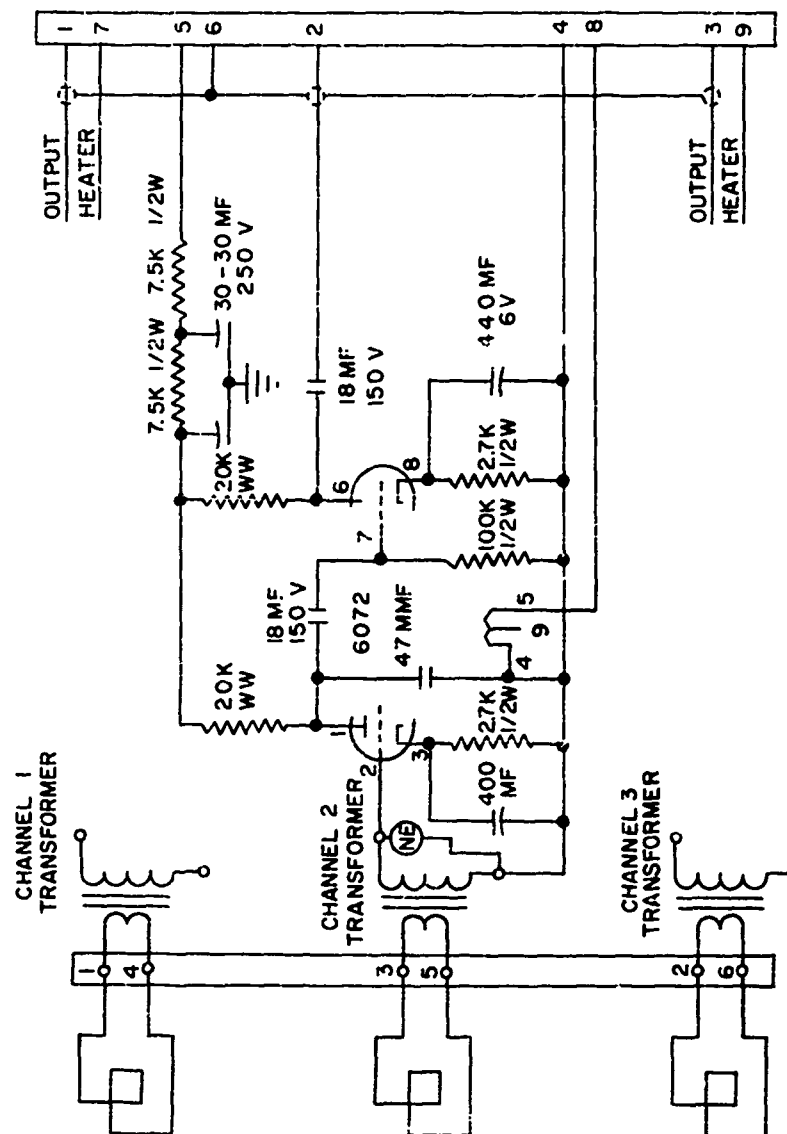 1
7
5
6
2
4
8
3
9
OUTPUT
HEATER
OUTPUT
HEATER
7.5K 1/2W
7.5K 1/2W
30-30 MF
250 V
20K
WW
18 MF
150 V
440 MF
6V
6
7
8
2.7K
1/2W
100K
1/2W
18 MF
150 V
6072
47 MMF
5
9
4
20K
WW
1
2
3
2.7K
1/2W
400
MF
NE
CHANNEL 1
TRANSFORMER
CHANNEL 2
TRANSFORMER
CHANNEL 3
TRANSFORMER
1
4
3
5
2
6